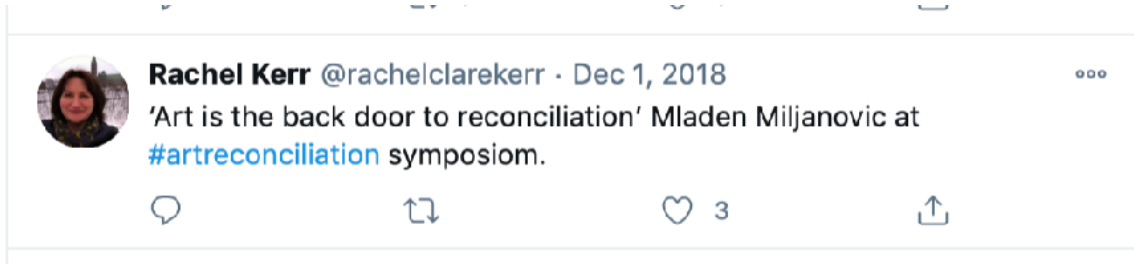 Rachel Kerr @rachelclarekerr · Dec 1, 2018
‘Art is the back door to reconciliation’ Mladen Miljanovic at
#artreconciliation symposiom.
3